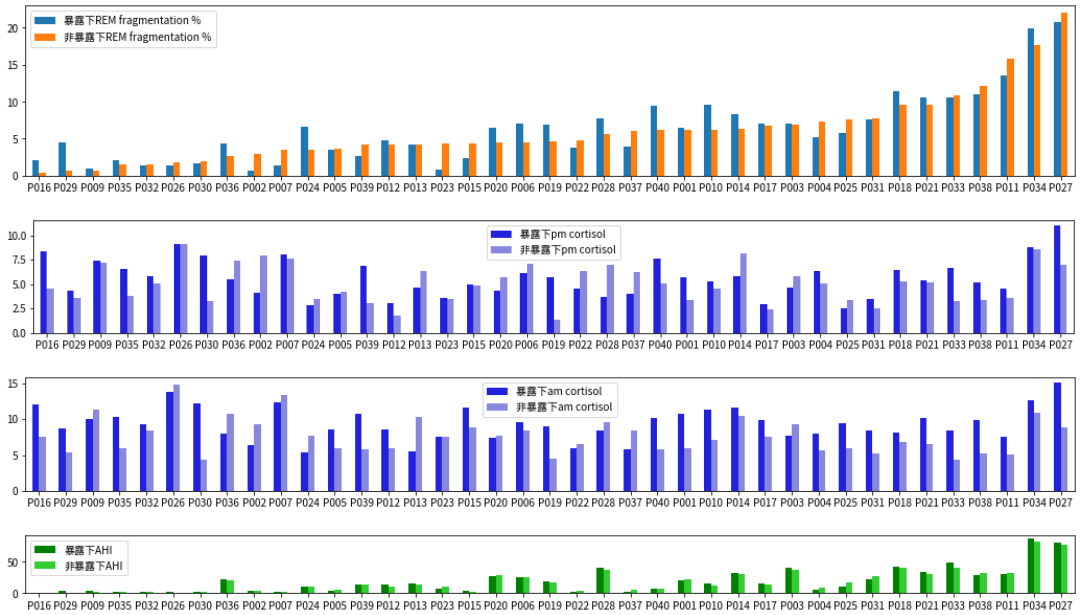 暴露下REM fragmentation %
非暴露下REM fragmentation %
20
15
10
5
0
P016 P029 P009 P035 P032 P026 P030 P036 P002 P007 P024 P005 P039 P012 P013 P023 P015 P020 P006 P019 P022 P028 P037 P040 P001 P010 P014 P017 P003 P004 P025 P031 P018 P021 P033 P038 P011 P034 P027
暴露下pm cortisol
非暴露下pm cortisol
10.0
7.5
5.0
2.5
0.0
P016 P029 P009 P035 P032 P026 P030 P036 P002 P007 P024 P005 P039 P012 P013 P023 P015 P020 P006 P019 P022 P028 P037 P040 P001 P010 P014 P017 P003 P004 P025 P031 P018 P021 P033 P038 P011 P034 P027
暴露下am cortisol
非暴露下am cortisol
15
10
5
0
P016 P029 P009 P035 P032 P026 P030 P036 P002 P007 P024 P005 P039 P012 P013 P023 P015 P020 P006 P019 P022 P028 P037 P040 P001 P010 P014 P017 P003 P004 P025 P031 P018 P021 P033 P038 P011 P034 P027
暴露下AHI
非暴露下AHI
50
0
P016 P029 P009 P035 P032 P026 P030 P036 P002 P007 P024 P005 P039 P012 P013 P023 P015 P020 P006 P019 P022 P028 P037 P040 P001 P010 P014 P017 P003 P004 P025 P031 P018 P021 P033 P038 P011 P034 P027